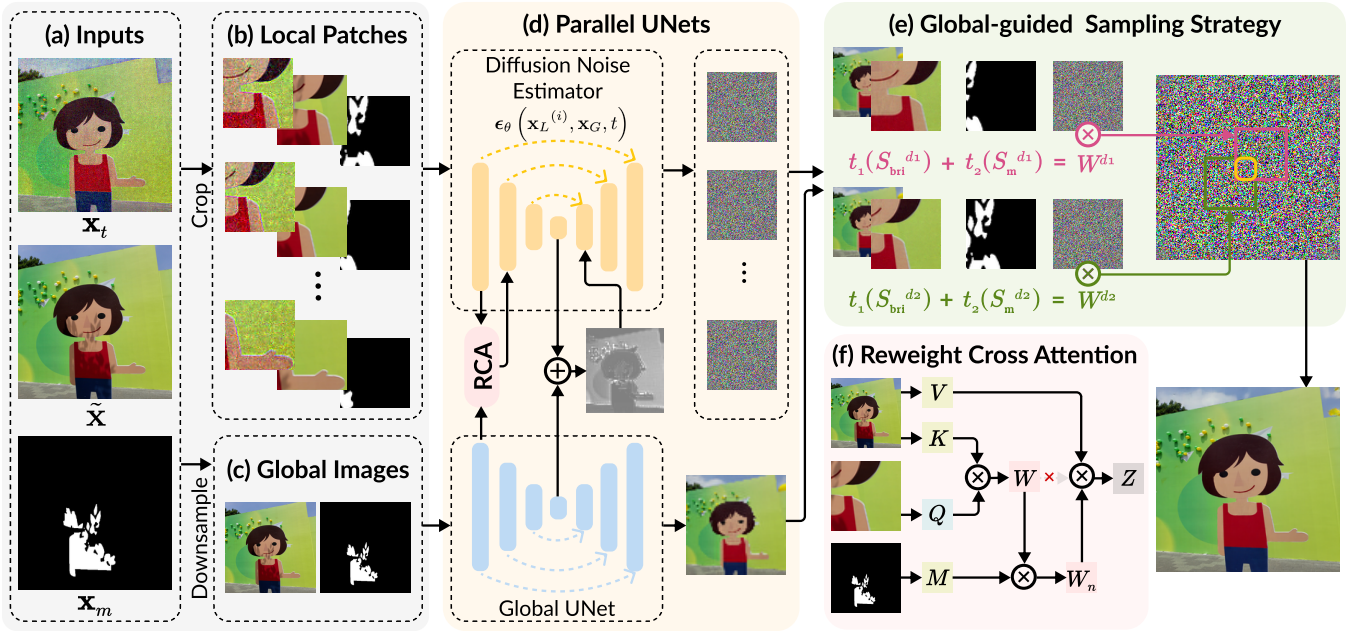 (a) Inputs
x_t
x̃
x_m
Crop
Downsample
(b) Local Patches
⋮
(c) Global Images
(d) Parallel UNets
Diffusion Noise
Estimator
ϵ_θ (x_L^(i), x_G, t)
RCA
+
Global UNet
⋮
(e) Global-guided Sampling Strategy
t_1(S_bri^d1) + t_2(S_m^d1) = W^d1
t_1(S_bri^d2) + t_2(S_m^d2) = W^d2
(f) Reweight Cross Attention
V
K
W × Z
Q
M
W_n